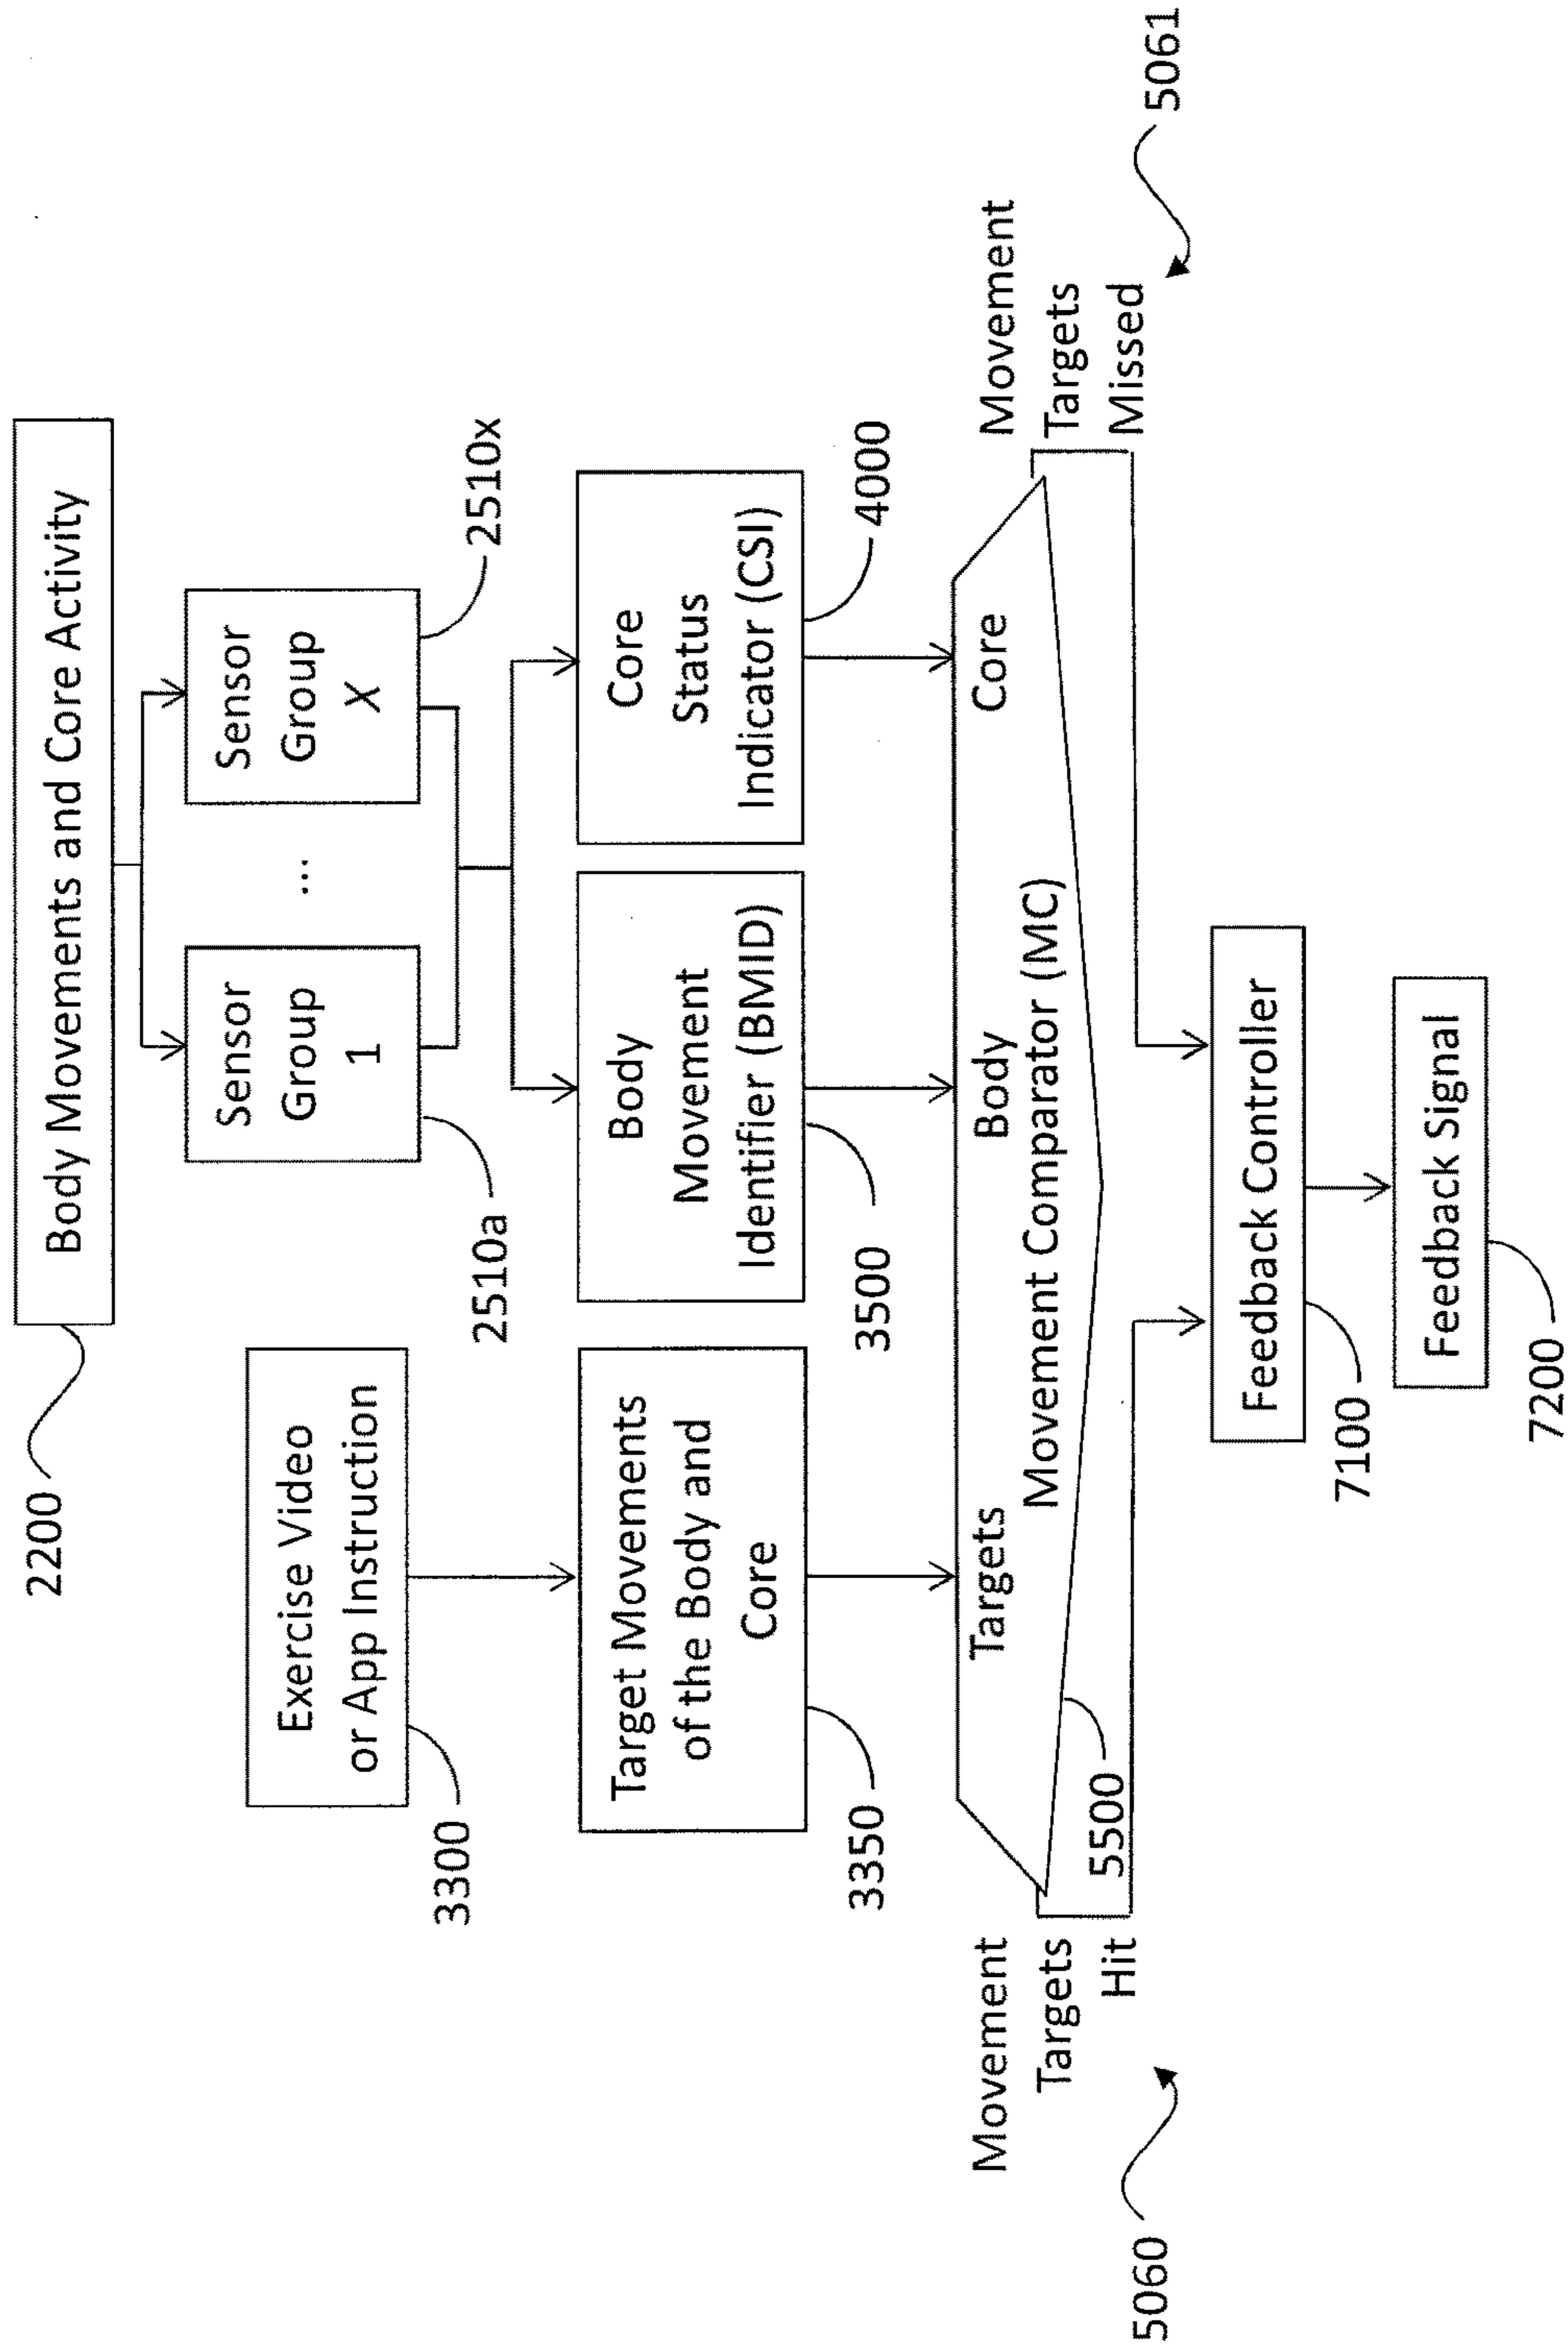 2200
Body Movements and Core Activity
Exercise Video
or App Instruction
3300
Sensor
Group
1
2510a
...
Sensor
Group
X
2510x
Target Movements
of the Body and
Core
3350
Body
Movement
Identifier (BMID)
3500
Core
Status
Indicator (CSI)
4000
Movement
Targets
Hit
5060
Targets
Body
Core
Movement Comparator (MC)
5500
Movement
Targets
Missed
5061
Feedback Controller
7100
Feedback Signal
7200